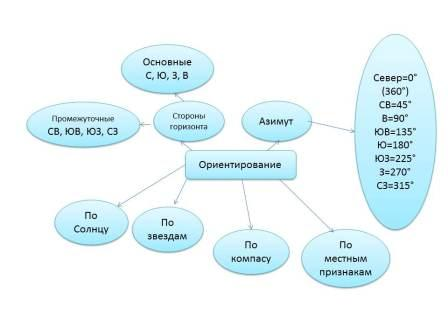 Основные
С, Ю, З, В
Промежуточные
СВ, ЮВ, ЮЗ, СЗ
Стороны
горизонта
Азимут
Север=0°
(360°)
СВ=45°
В=90°
ЮВ=135°
Ю=180°
ЮЗ=225°
З=270°
СЗ=315°
Ориентирование
По
Солнцу
По
звездам
По
компасу
По
местным
признакам